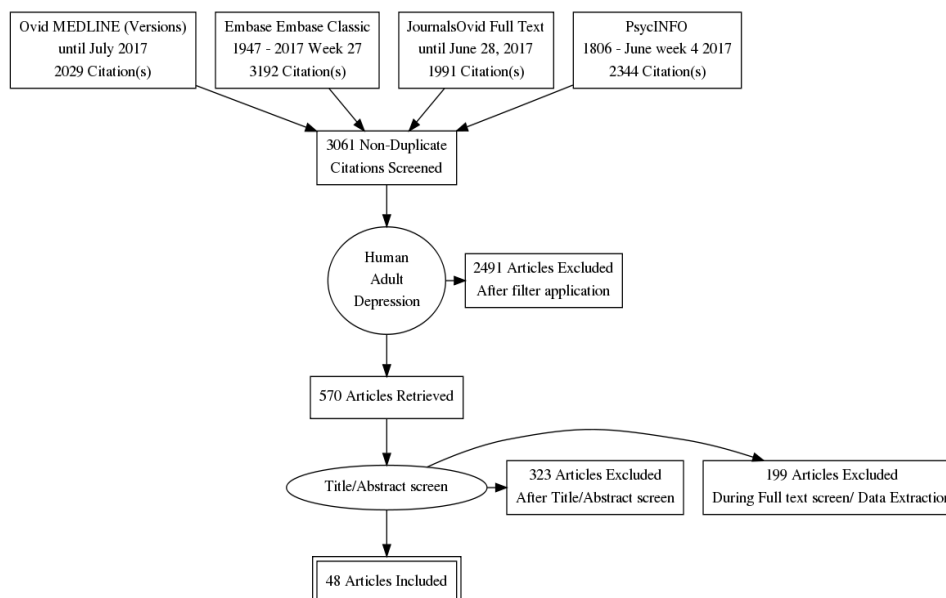 Ovid MEDLINE (Versions)
until July 2017
2029 Citation(s)
Embase Embase Classic
1947 - 2017 Week 27
3192 Citation(s)
JournalsOvid Full Text
until June 28, 2017
1991 Citation(s)
PsycINFO
1806 - June week 4 2017
2344 Citation(s)
3061 Non-Duplicate
Citations Screened
Human
Adult
Depression
2491 Articles Excluded
After filter application
570 Articles Retrieved
Title/Abstract screen
323 Articles Excluded
After Title/Abstract screen
199 Articles Excluded
During Full text screen/ Data Extraction
48 Articles Included